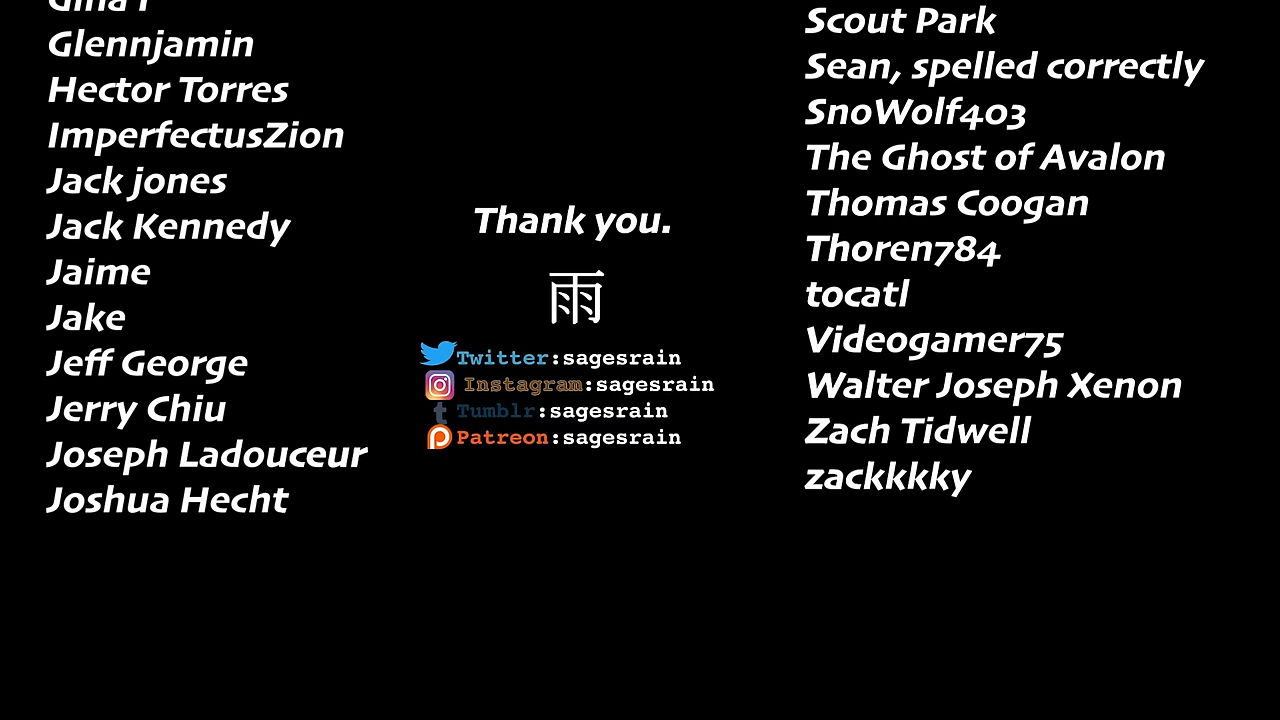 Gina I
Glennjamin
Hector Torres
ImperfectusZion
Jack jones
Jack Kennedy
Jaime
Jake
Jeff George
Jerry Chiu
Joseph Ladouceur
Joshua Hecht
Thank you.
雨
Twitter:sagesrain
Instagram:sagesrain
Tumblr:sagesrain
Patreon:sagesrain
Scout Park
Sean, spelled correctly
SnoWolf403
The Ghost of Avalon
Thomas Coogan
Thoren784
tocatl
Videogamer75
Walter Joseph Xenon
Zach Tidwell
zackkkky